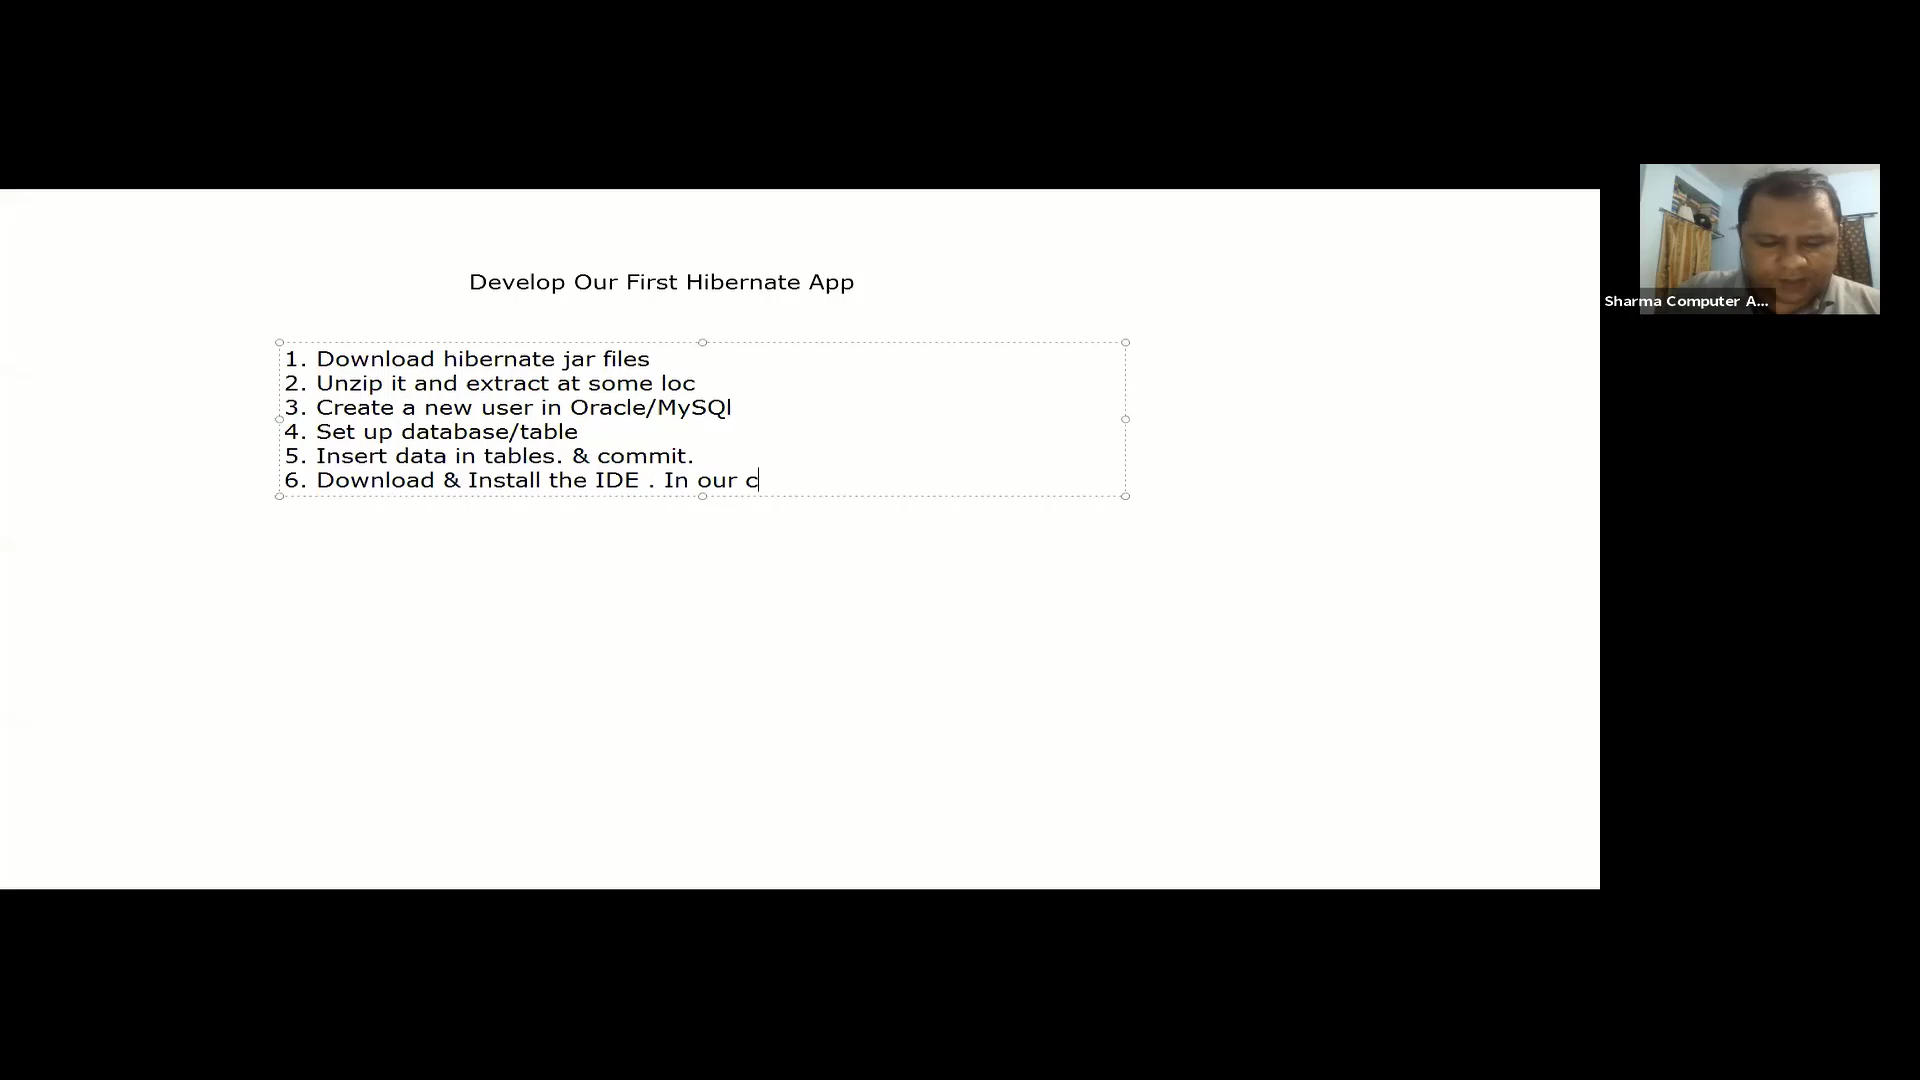 Develop Our First Hibernate App
1. Download hibernate jar files
2. Unzip it and extract at some loc
3. Create a new user in Oracle/MySQl
4. Set up database/table
5. Insert data in tables. & commit.
6. Download & Install the IDE . In our c
Sharma Computer A...